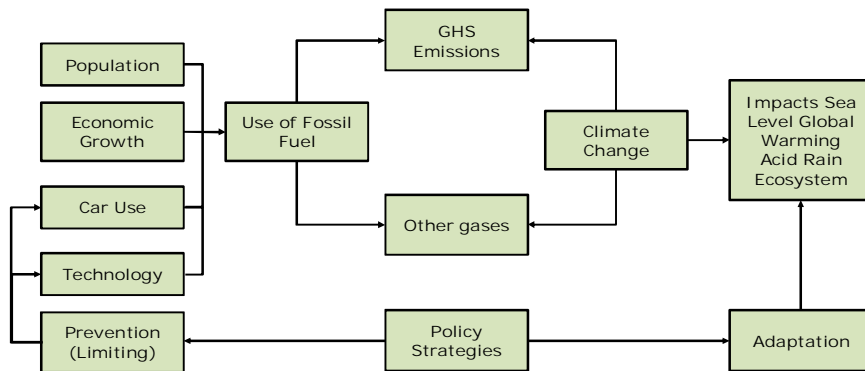 GHS
Emissions
Population
Economic
Growth
Use of Fossil
Fuel
Climate
Change
Impacts Sea
Level Global
Warming
Acid Rain
Ecosystem
Car Use
Other gases
Technology
Prevention
(Limiting)
Policy
Strategies
Adaptation